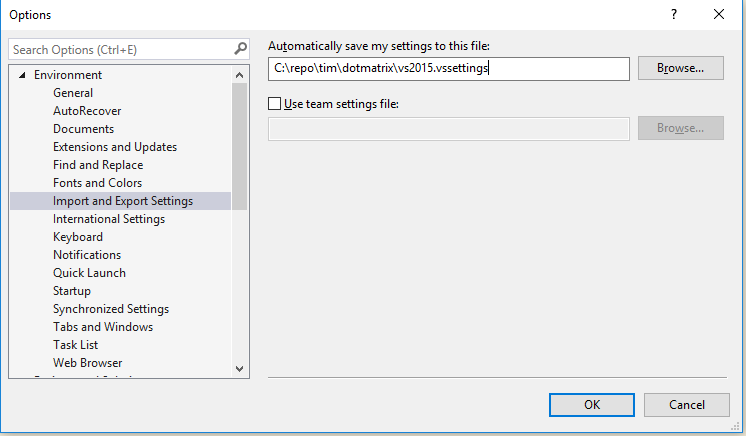 Options
?
Search Options (Ctrl+E)
Environment
General
AutoRecover
Documents
Extensions and Updates
Find and Replace
Fonts and Colors
Import and Export Settings
International Settings
Keyboard
Notifications
Quick Launch
Startup
Synchronized Settings
Tabs and Windows
Task List
Web Browser
Automatically save my settings to this file:
C:\repo\tim\dotmatrix\vs2015.vssettings
Browse...
Use team settings file:
Browse...
OK
Cancel